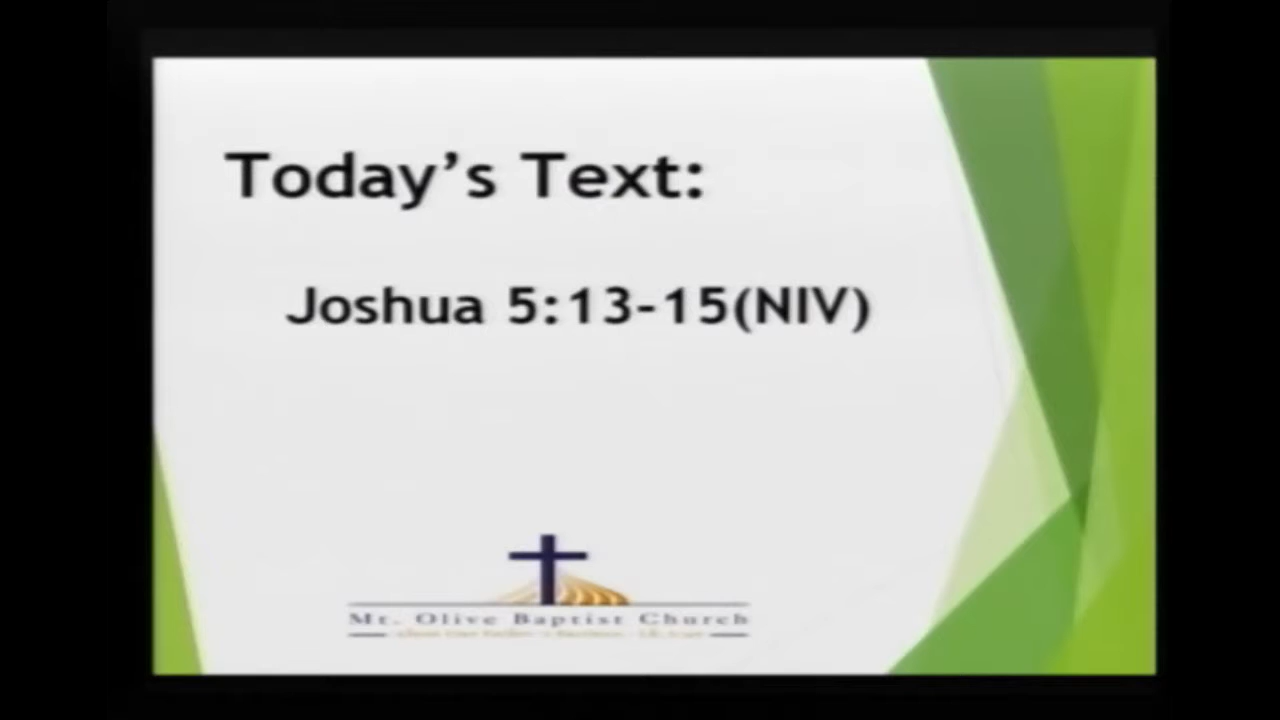 Today’s Text:
Joshua 5:13-15(NIV)
Mt. Olive Baptist Church